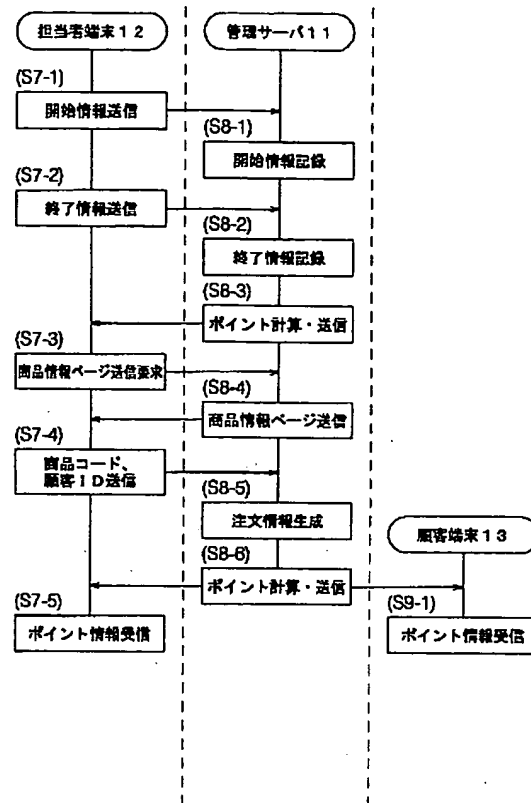 担当者端末12
管理サーバ11
(S7-1)
開始情報送信
(S8-1)
開始情報記録
(S7-2)
終了情報送信
(S8-2)
終了情報記録
(S8-3)
ポイント計算・送信
(S7-3)
商品情報ページ送信要求
(S8-4)
商品情報ページ送信
(S7-4)
商品コード、
顧客ID送信
(S8-5)
注文情報生成
顧客端末13
(S8-6)
ポイント計算・送信
(S7-5)
ポイント情報受信
(S9-1)
ポイント情報受信